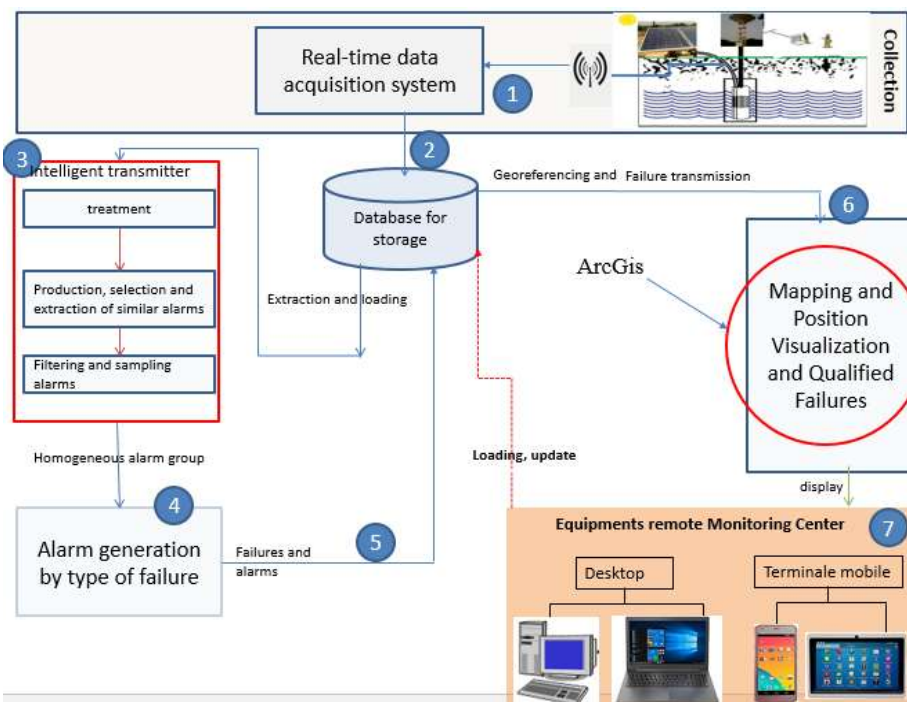 Real-time data
acquisition system
1
Collection
2
3
Intelligent transmitter
treatment
Production, selection and
extraction of similar alarms
Filtering and sampling
alarms
Database for
storage
Extraction and loading
Georeferencing and Failure transmission
6
ArcGis
Mapping and
Position
Visualization
and Qualified
Failures
Homogeneous alarm group
4
Alarm generation
by type of failure
5
Failures and
alarms
Loading, update
display
Equipments remote Monitoring Center
7
Desktop
Terminale mobile